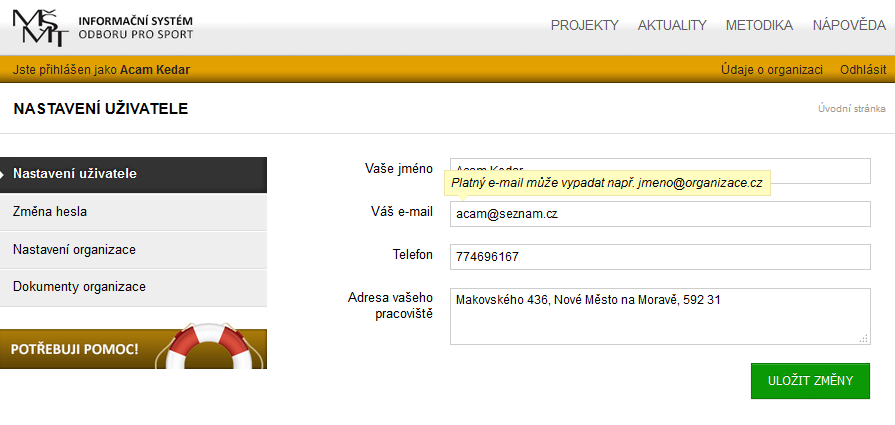 MŠMT
INFORMAČNÍ SYSTÉM
ODBORU PRO SPORT
PROJEKTY
AKTUALITY
METODIKA
NÁPOVĚDA
Jste přihlášen jako Acam Kedar
Údaje o organizaci
Odhlásit
NASTAVENÍ UŽIVATELE
Úvodní stránka
Nastavení uživatele
Změna hesla
Nastavení organizace
Dokumenty organizace
POTŘEBUJI POMOC!
Vaše jméno
Acam Kedar
Platný e-mail může vypadat např. jmeno@organizace.cz
Váš e-mail
acam@seznam.cz
Telefon
774696167
Adresa vašeho
pracoviště
Makovského 436, Nové Město na Moravě, 592 31
ULOŽIT ZMĚNY